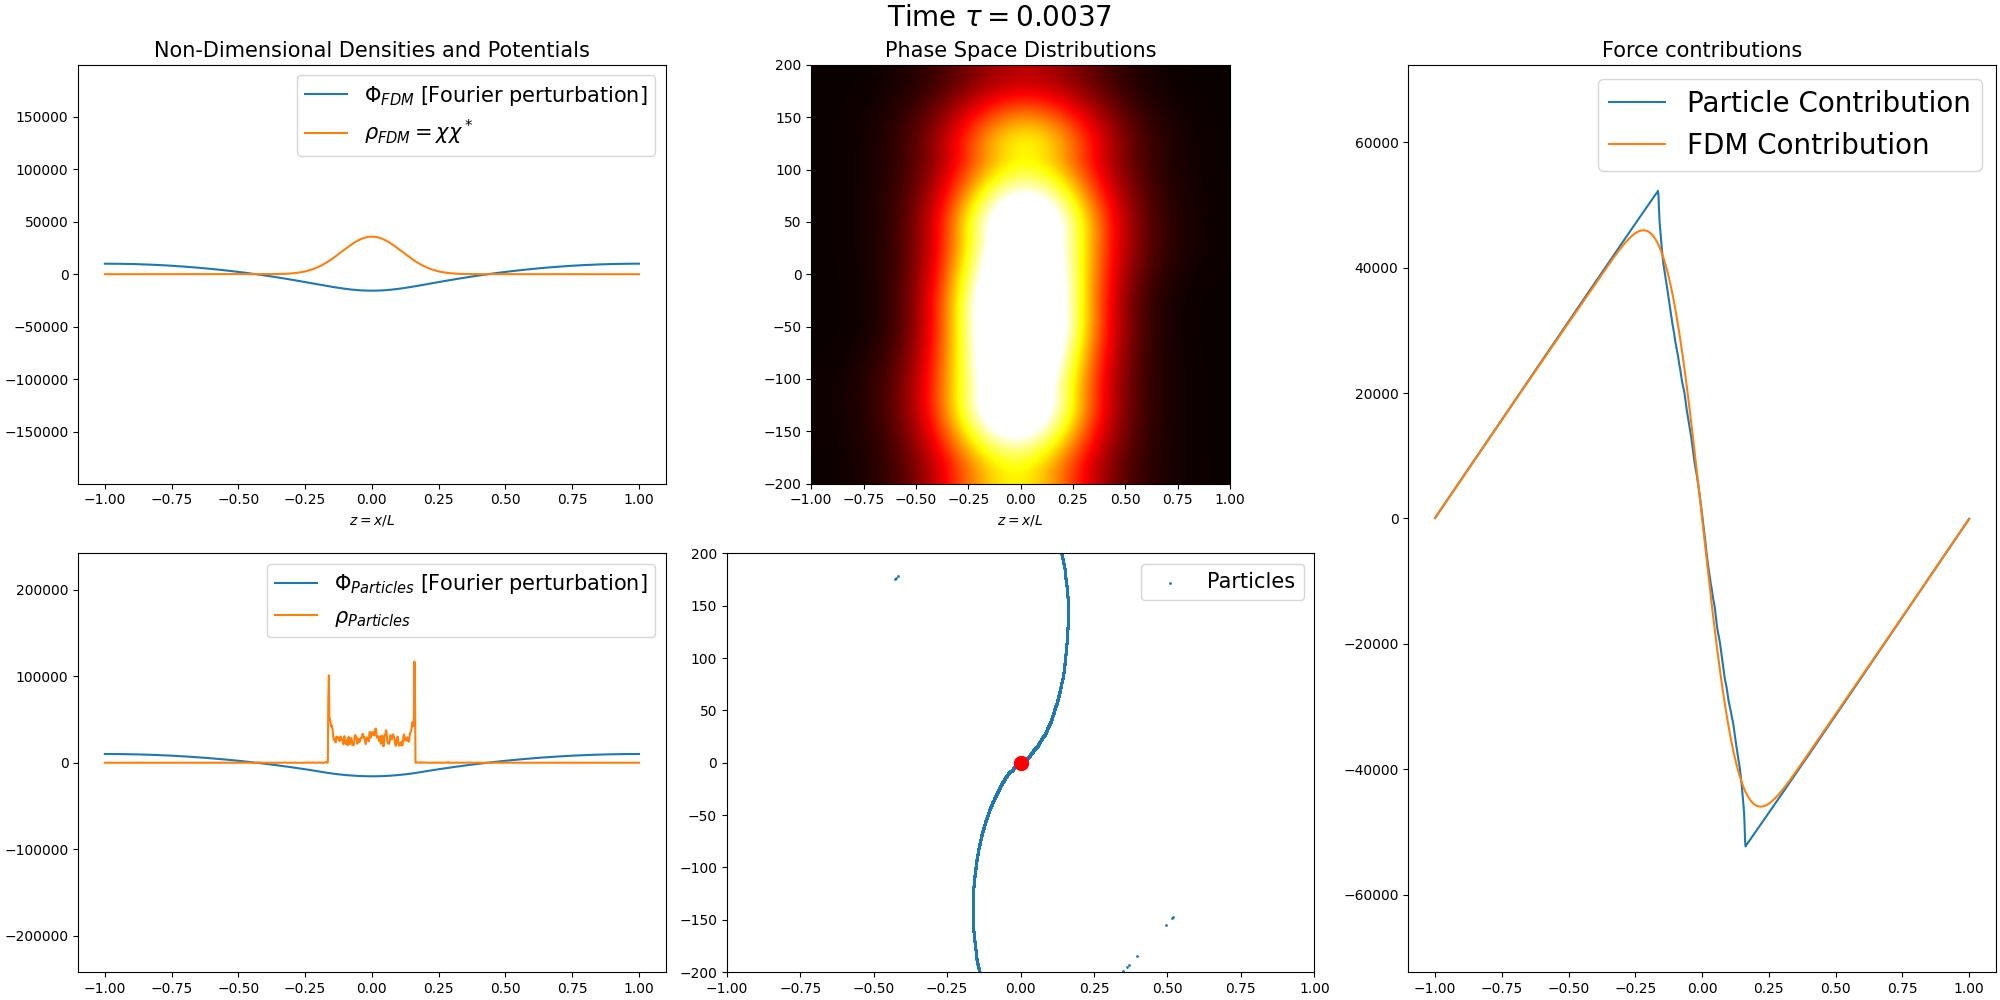 Time τ = 0.0037
Non-Dimensional Densities and Potentials
Φ_FDM [Fourier perturbation]
ρ_FDM = χχ*
150000
100000
50000
0
−50000
−100000
−150000
−1.00 −0.75 −0.50 −0.25 0.00 0.25 0.50 0.75 1.00
z = x/L
Phase Space Distributions
200
150
100
50
0
−50
−100
−150
−200
−1.00 −0.75 −0.50 −0.25 0.00 0.25 0.50 0.75 1.00
z = x/L
Force contributions
Particle Contribution
FDM Contribution
60000
40000
20000
0
−20000
−40000
−60000
−1.00 −0.75 −0.50 −0.25 0.00 0.25 0.50 0.75 1.00
Φ_Particles [Fourier perturbation]
ρ_Particles
200000
100000
0
−100000
−200000
−1.00 −0.75 −0.50 −0.25 0.00 0.25 0.50 0.75 1.00
Particles
200
150
100
50
0
−50
−100
−150
−200
−1.00 −0.75 −0.50 −0.25 0.00 0.25 0.50 0.75 1.00